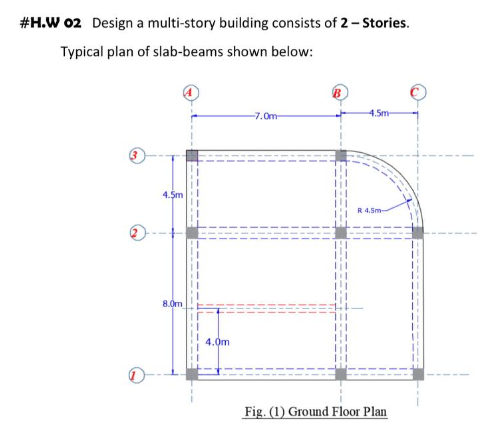 #H.W 02 Design a multi-story building consists of 2 – Stories.
Typical plan of slab-beams shown below:
A
B
C
7.0m
4.5m
3
4.5m
R 4.5m
2
8.0m
4.0m
1
Fig. (1) Ground Floor Plan